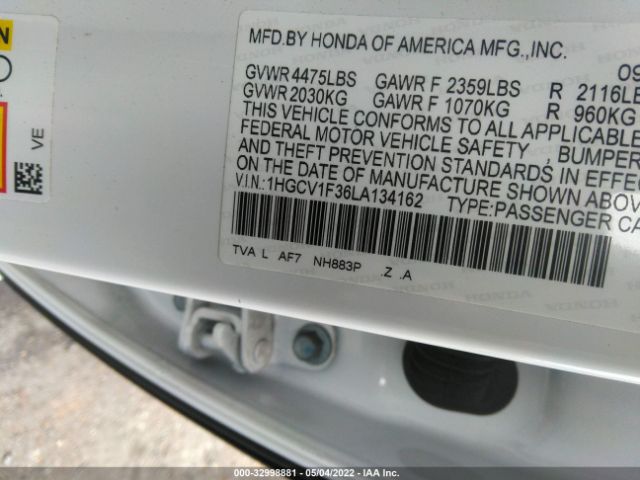 N
VE
MFD.BY HONDA OF AMERICA MFG.,INC. 09
GVWR 4475LBS GAWR F 2359LBS R 2116LB
GVWR 2030KG GAWR F 1070KG R 960KG
THIS VEHICLE CONFORMS TO ALL APPLICABLE
FEDERAL MOTOR VEHICLE SAFETY , BUMPER
AND THEFT PREVENTION STANDARDS IN EFFE
ON THE DATE OF MANUFACTURE SHOWN ABOV
V.I.N.:1HGCV1F36LA134162 TYPE:PASSENGER CA
TVA L AF7 NH883P .Z .A
HONDA
000-32998881 - 05/04/2022 - IAA Inc.